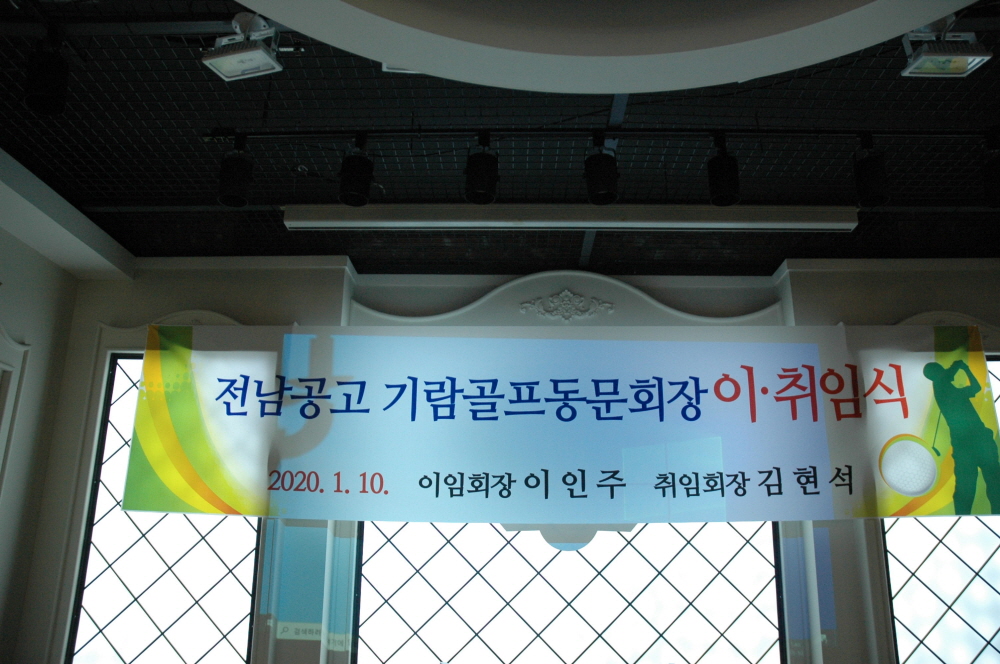 전남공고 기람골프동문회장 이·취임식
2020. 1. 10. 이임회장 이 인 주 취임회장 김 현 석